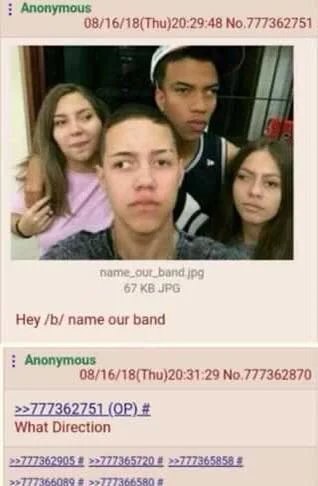 Anonymous
08/16/18(Thu)20:29:48 No.777362751
name_our_band.jpg
67 KB JPG
Hey /b/ name our band
Anonymous
08/16/18(Thu)20:31:29 No.777362870
>>777362751 (OP) #
What Direction
>>777362905 # >>777365720 # >>777365858 #
>>777366089 # >>777366580 #